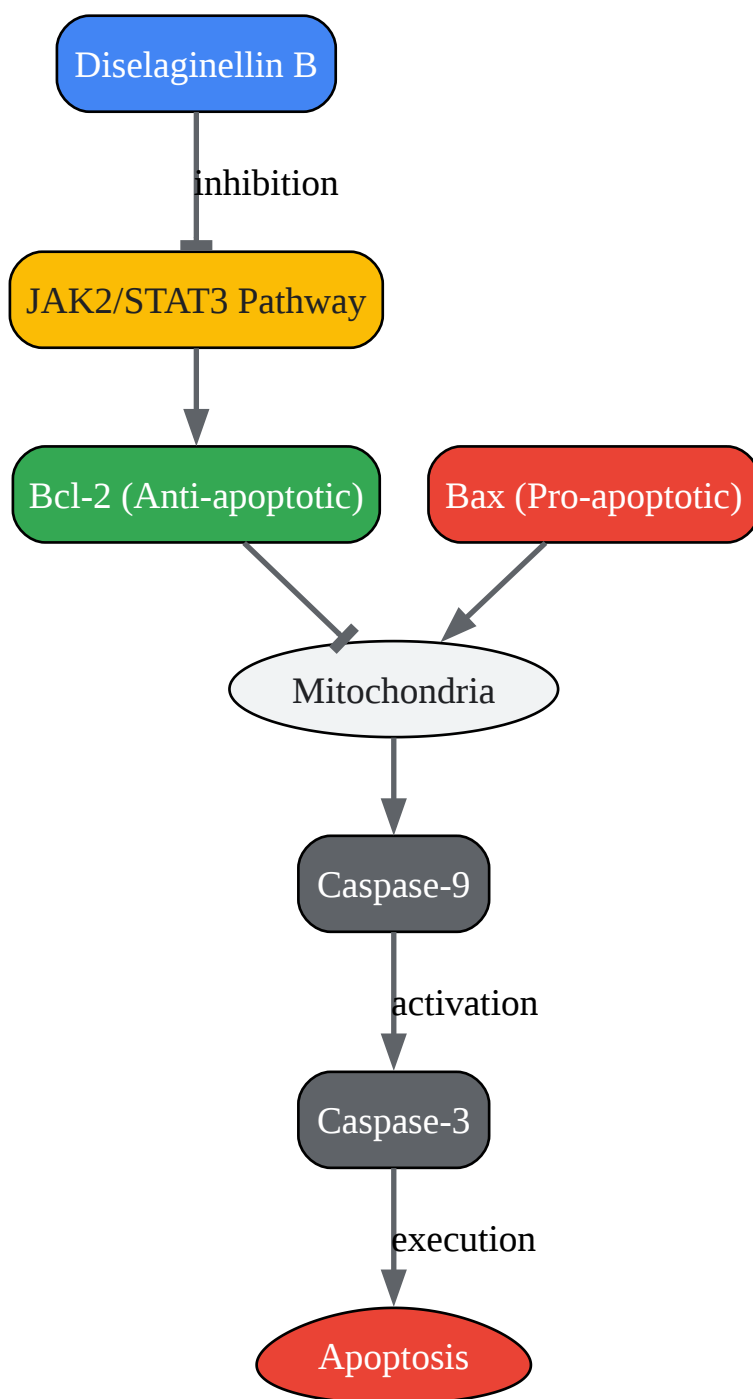 Diselaginellin B
inhibition
JAK2/STAT3 Pathway
Bcl-2 (Anti-apoptotic)
Bax (Pro-apoptotic)
Mitochondria
Caspase-9
activation
Caspase-3
execution
Apoptosis